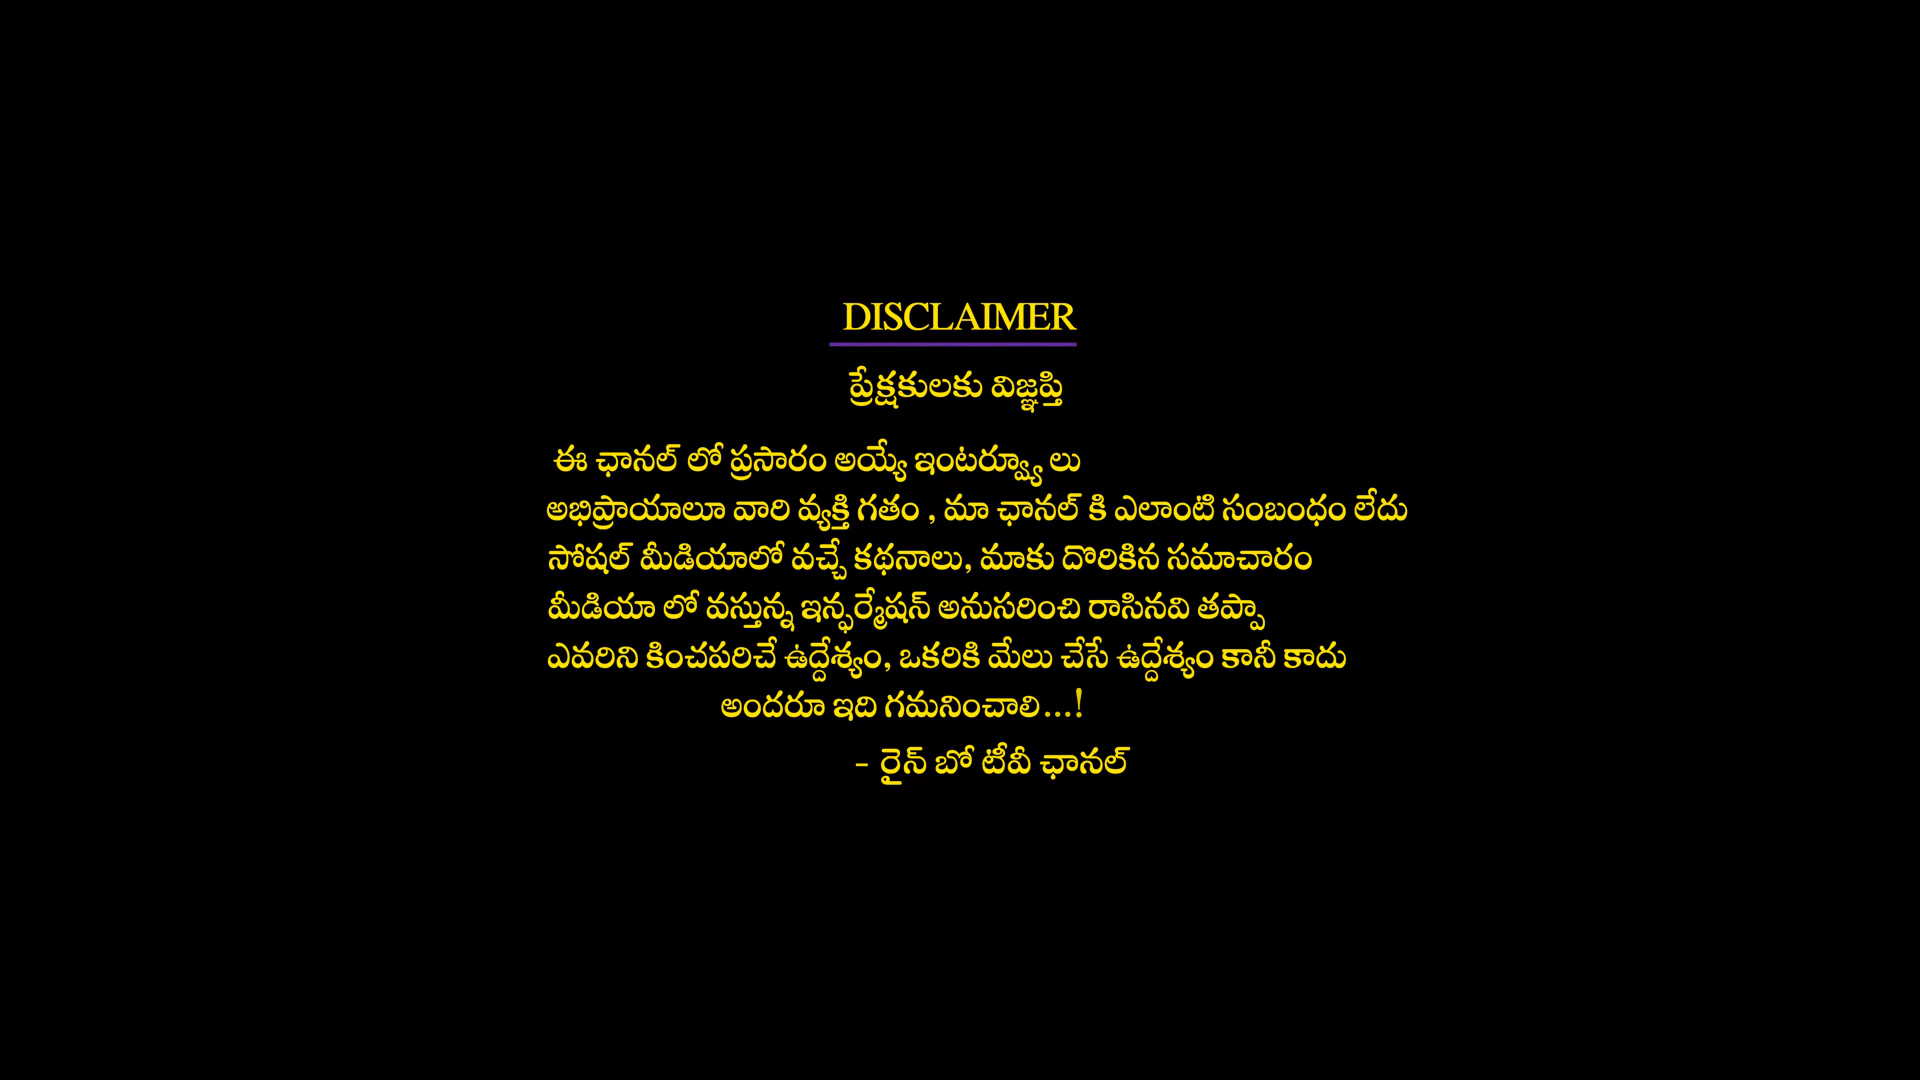 DISCLAIMER
ప్రేక్షకులకు విజ్ఞప్తి
ఈ ఛానల్ లో ప్రసారం అయ్యే ఇంటర్వ్యూ లు
అభిప్రాయాలూ వారి వ్యక్తి గతం , మా ఛానల్ కి ఎలాంటి సంబంధం లేదు
సోషల్ మీడియాలో వచ్చే కథనాలు, మాకు దొరికిన సమాచారం
మీడియా లో వస్తున్న ఇన్ఫర్మేషన్ అనుసరించి రాసినవి తప్పా
ఎవరిని కించపరిచే ఉద్దేశ్యం, ఒకరికి మేలు చేసే ఉద్దేశ్యం కానీ కాదు
అందరూ ఇది గమనించాలి...!
- రైన్ బో టీవీ ఛానల్